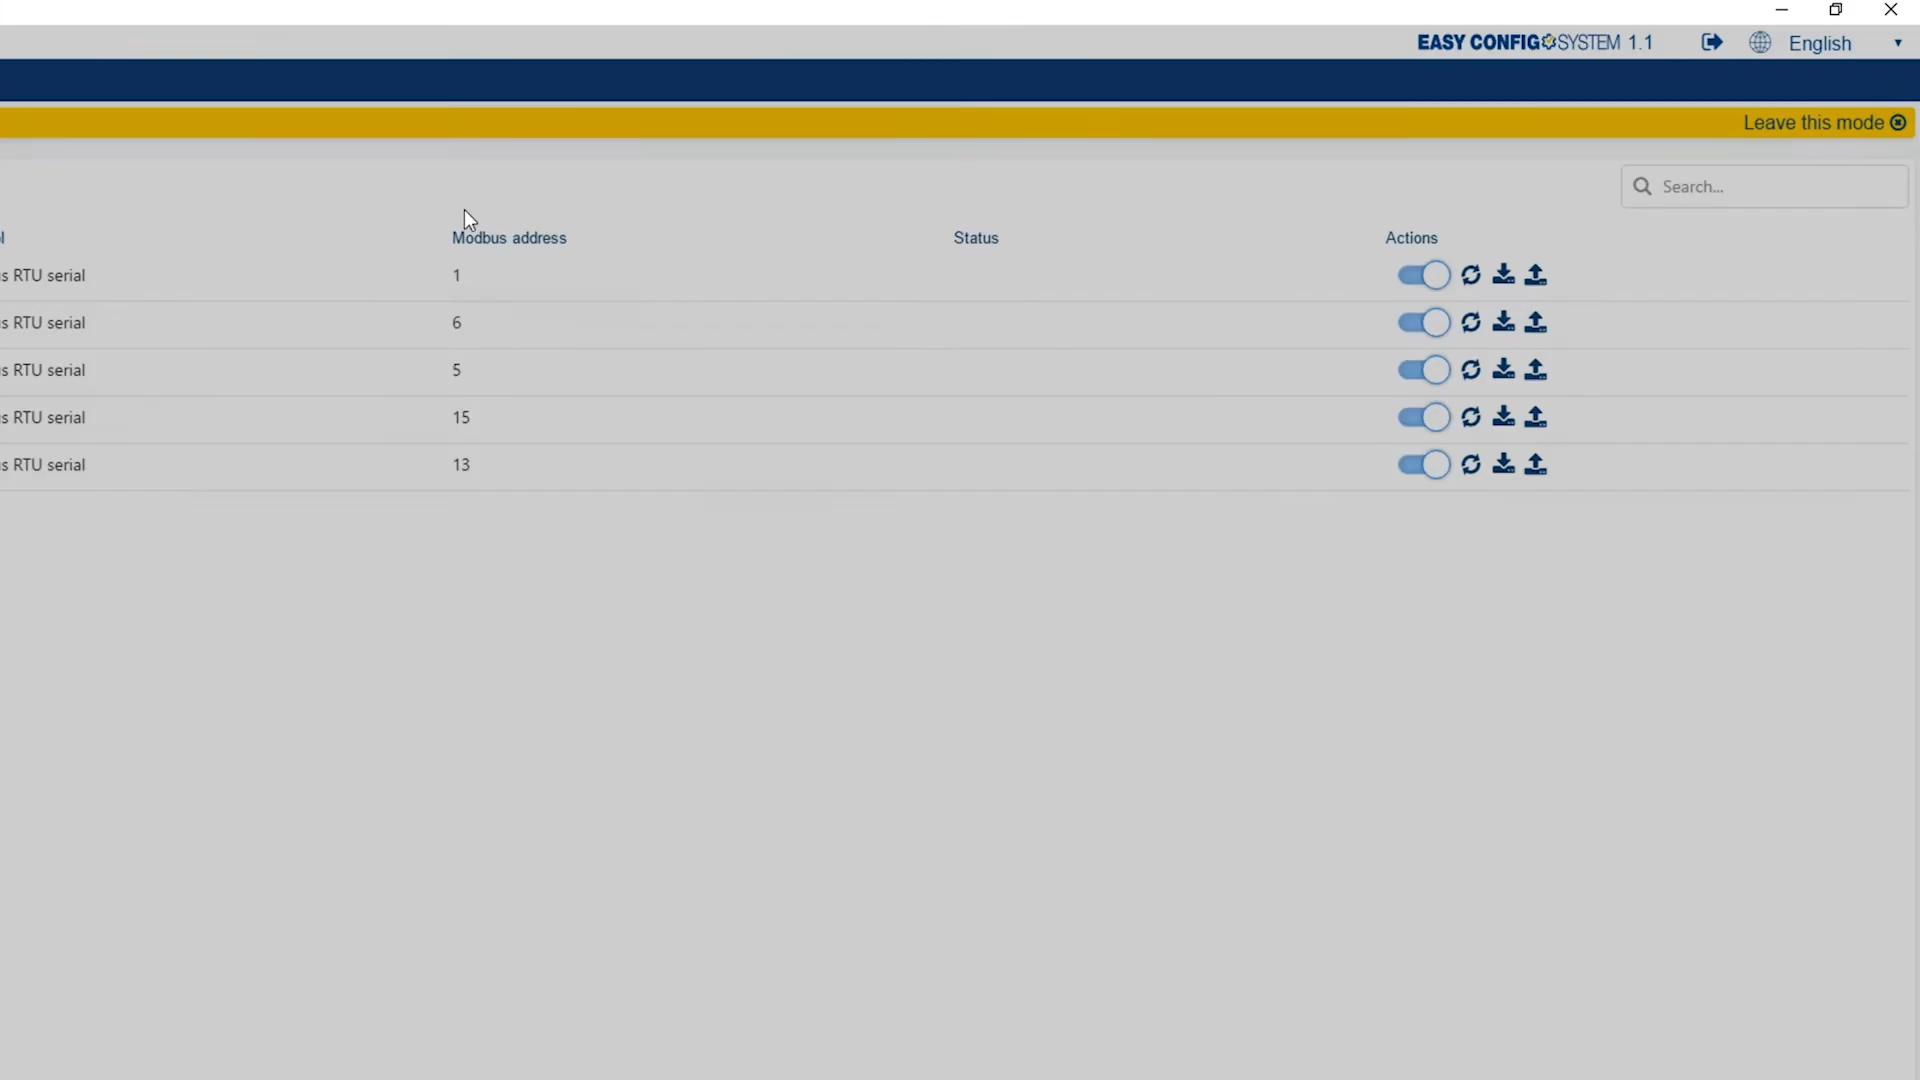 EASY CONFIG SYSTEM 1.1
English
Leave this mode
Search...
Modbus address Status Actions
RTU serial 1
RTU serial 6
RTU serial 5
RTU serial 15
RTU serial 13